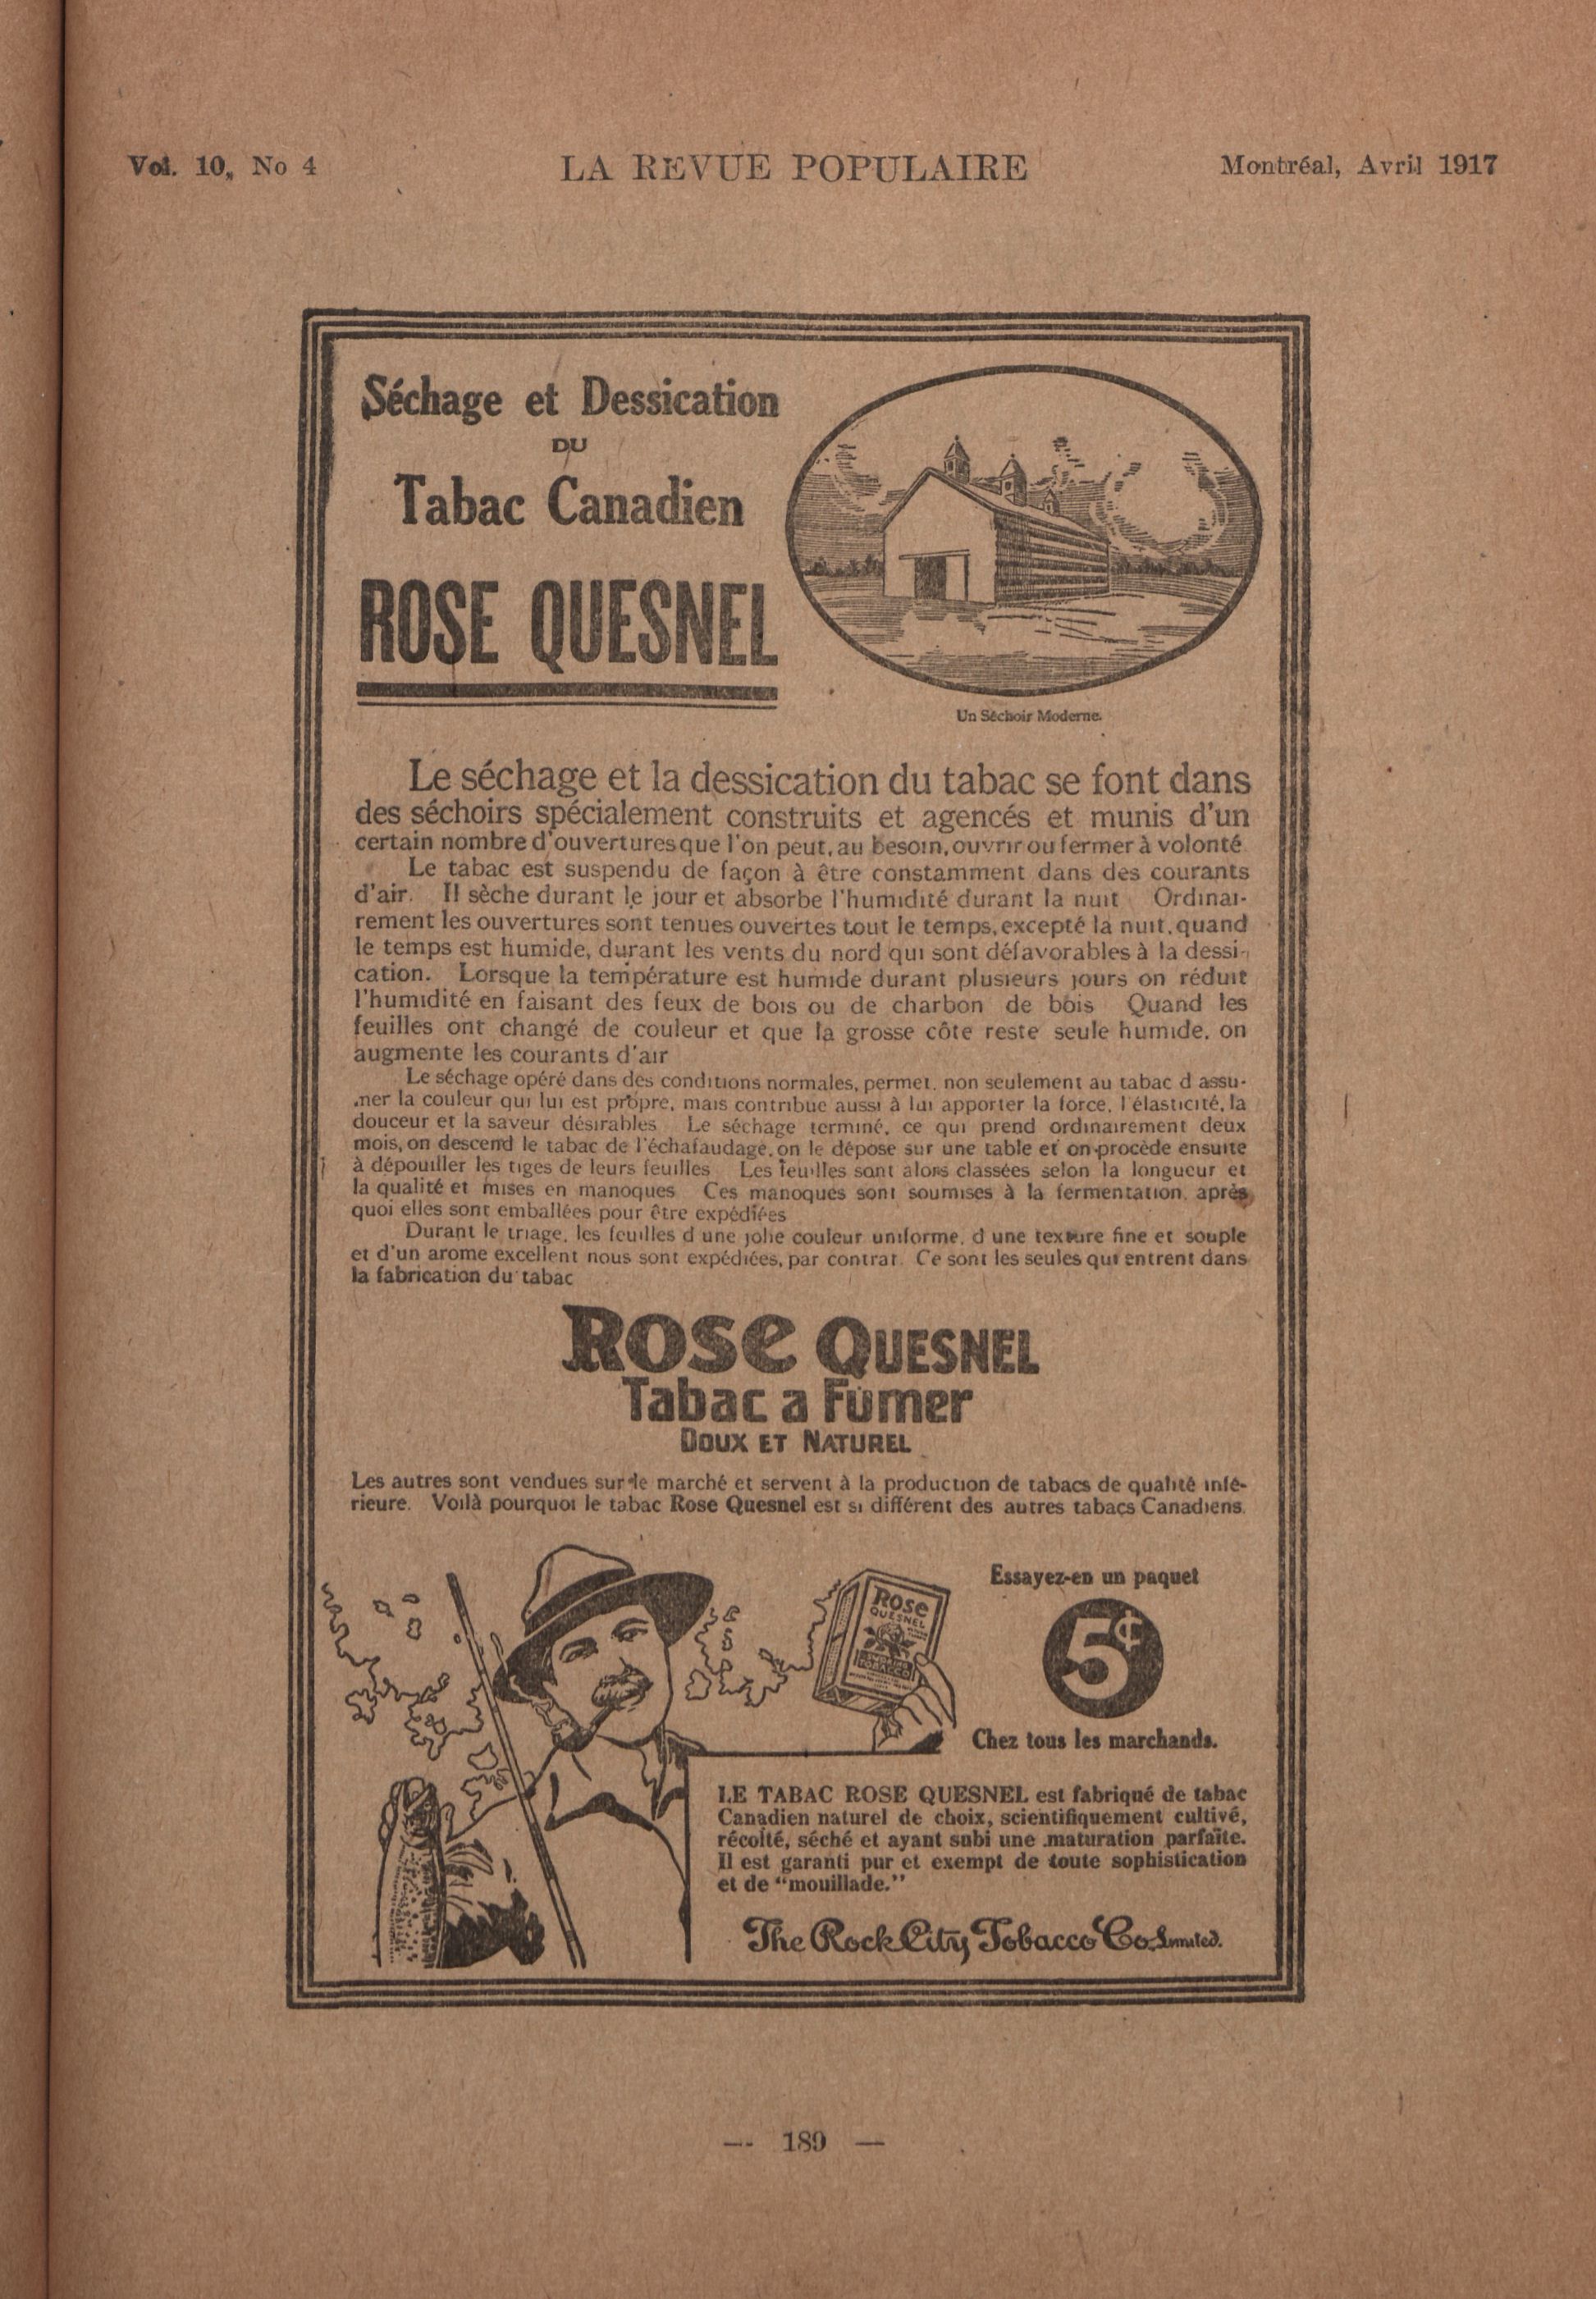 Vol. 10, No 4 LA REVUE POPULAIRE Montréal, Avril 1917
Séchage et Dessication
DU
Tabac Canadien
ROSE QUESNEL
Un Séchoir Moderne.
Le séchage et la dessication du tabac se font dans
des séchoirs spécialement construits et agencés et munis d'un
certain nombre d'ouvertures que l'on peut, au besoin, ouvrir ou fermer à volonté.
Le tabac est suspendu de façon à être constamment dans des courants
d'air. Il sèche durant le jour et absorbe l'humidité durant la nuit Ordinai-
rement les ouvertures sont tenues ouvertes tout le temps, excepté la nuit, quand
le temps est humide, durant les vents du nord qui sont défavorables à la dessi-
cation. Lorsque la température est humide durant plusieurs jours on réduit
l'humidité en faisant des feux de bois ou de charbon de bois Quand les
feuilles ont changé de couleur et que la grosse côte reste seule humide, on
augmente les courants d'air
Le séchage opéré dans des conditions normales, permet, non seulement au tabac d assu-
mer la couleur qui lui est propre, mais contribue aussi à lui apporter la force, l'élasticité, la
douceur et la saveur désirables Le séchage terminé, ce qui prend ordinairement deux
mois, on descend le tabac de l'échafaudage, on le dépose sur une table et on procède ensuite
à dépouiller les tiges de leurs feuilles Les feuilles sont alors classées selon la longueur et
la qualité et mises en manoques Ces manoques sont soumises à la fermentation, après
quoi elles sont emballées pour être expédiées
Durant le triage, les feuilles d une jolie couleur uniforme, d une texture fine et souple
et d'un arome excellent nous sont expédiées, par contrat. Ce sont les seules qui entrent dans
la fabrication du tabac
ROSE QUESNEL
Tabac a Fumer
DOUX ET NATUREL
Les autres sont vendues sur le marché et servent à la production de tabacs de qualité infé-
rieure. Voilà pourquoi le tabac Rose Quesnel est si différent des autres tabacs Canadiens.
Rose
QUESNEL
Essayez-en un paquet
5¢
Chez tous les marchands.
LE TABAC ROSE QUESNEL est fabriqué de tabac
Canadien naturel de choix, scientifiquement cultivé,
récolté, séché et ayant subi une maturation parfaite.
Il est garanti pur et exempt de toute sophistication
et de "mouillade."
The Rock City Tobacco Co. Limited.
— 189 —